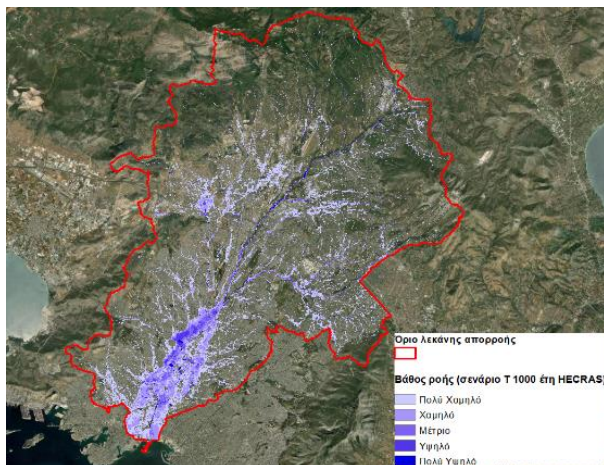 Όριο λεκάνης απορροής
Βάθος ροής (σενάριο Τ 1000 έτη HECRAS)
Πολύ Χαμηλό
Χαμηλό
Μέτριο
Υψηλό
Πολύ Υψηλό